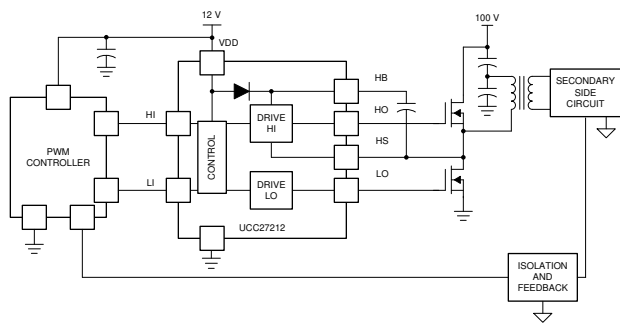 12 V
100 V
VDD
HB
SECONDARY
SIDE
CIRCUIT
HI
DRIVE
HI
HO
PWM
CONTROLLER
CONTROL
HS
LI
DRIVE
LO
LO
UCC27212
ISOLATION
AND
FEEDBACK